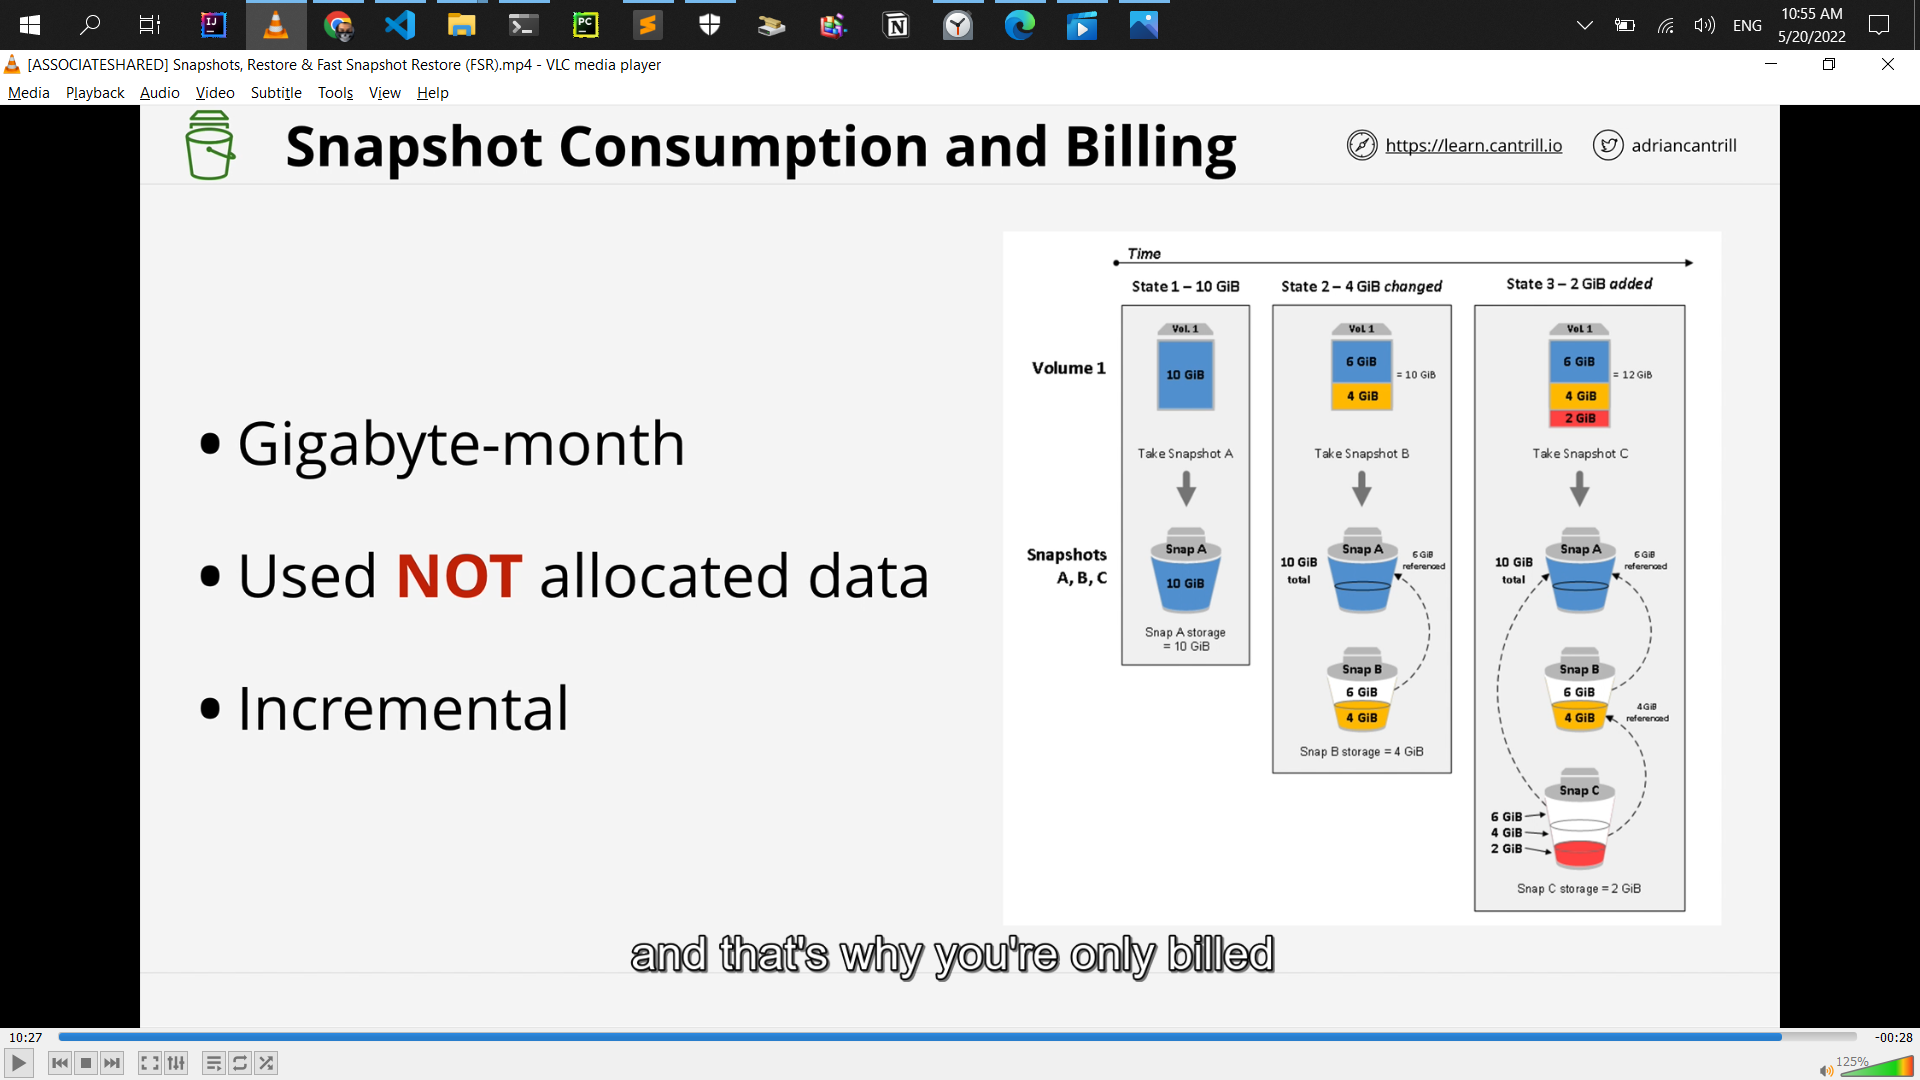 ENG
10:55 AM
5/20/2022
[ASSOCIATESHARED] Snapshots, Restore & Fast Snapshot Restore (FSR).mp4 - VLC media player
Media Playback Audio Video Subtitle Tools View Help
Snapshot Consumption and Billing
https://learn.cantrill.io
adriancantrill
• Gigabyte-month
• Used NOT allocated data
• Incremental
Time
State 1 – 10 GiB
State 2 – 4 GiB changed
State 3 – 2 GiB added
Volume 1
Vol. 1
10 GiB
Vol. 1
6 GiB
4 GiB
= 10 GiB
Vol. 1
6 GiB
4 GiB
2 GiB
= 12 GiB
Take Snapshot A
Take Snapshot B
Take Snapshot C
Snapshots
A, B, C
Snap A
10 GiB
Snap A storage
= 10 GiB
10 GiB
total
Snap A
6 GiB
referenced
Snap B
6 GiB
4 GiB
Snap B storage = 4 GiB
10 GiB
total
Snap A
6 GiB
referenced
Snap B
6 GiB
4 GiB
4 GiB
referenced
Snap C
6 GiB
4 GiB
2 GiB
Snap C storage = 2 GiB
and that's why you're only billed
10:27
-00:28
125%